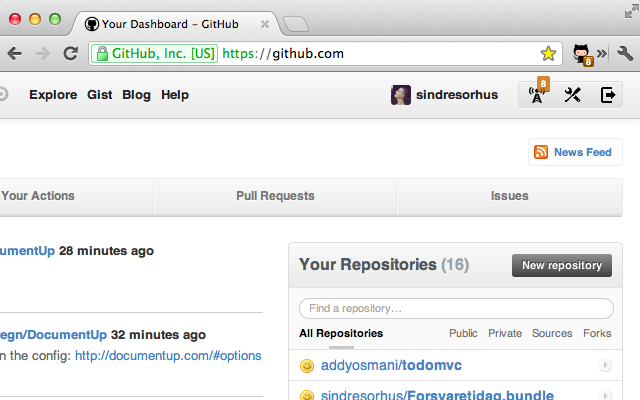 Your Dashboard – GitHub
GitHub, Inc. [US] https://github.com
8
8
Explore Gist Blog Help
sindresorhus
News Feed
Your Actions Pull Requests Issues
umentUp 28 minutes ago
Your Repositories (16) New repository
Find a repository...
egn/DocumentUp 32 minutes ago
All Repositories Public Private Sources Forks
n the config: http://documentup.com/#options
addyosmani/todomvc
sindresorhus/Forsvaretidag.bundle